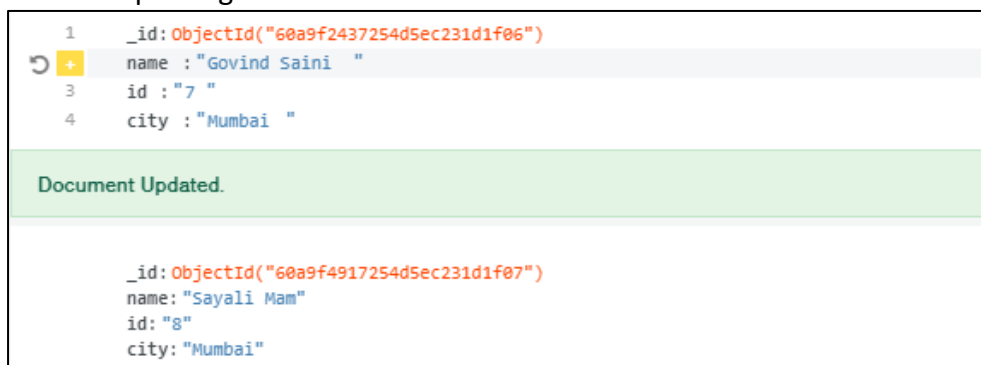 1 _id:ObjectId("60a9f2437254d5ec231d1f06")
+ name :"Govind Saini  "
3 id :"7 "
4 city :"Mumbai "
Document Updated.
_id:ObjectId("60a9f4917254d5ec231d1f07")
name:"Sayali Mam"
id:"8"
city:"Mumbai"